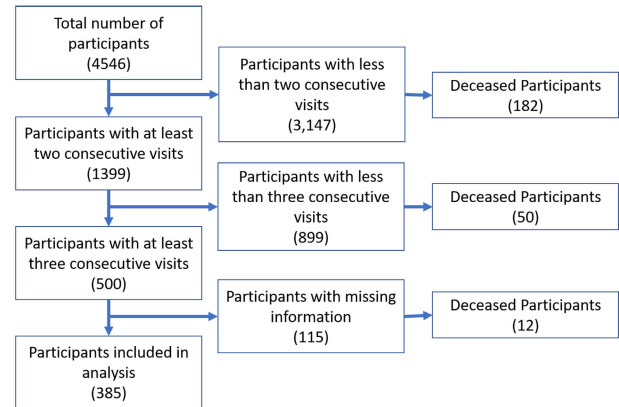 Total number of
participants
(4546)
Participants with less
than two consecutive
visits
(3,147)
Deceased Participants
(182)
Participants with at least
two consecutive visits
(1399)
Participants with less
than three consecutive
visits
(899)
Deceased Participants
(50)
Participants with at least
three consecutive visits
(500)
Participants with missing
information
(115)
Deceased Participants
(12)
Participants included in
analysis
(385)